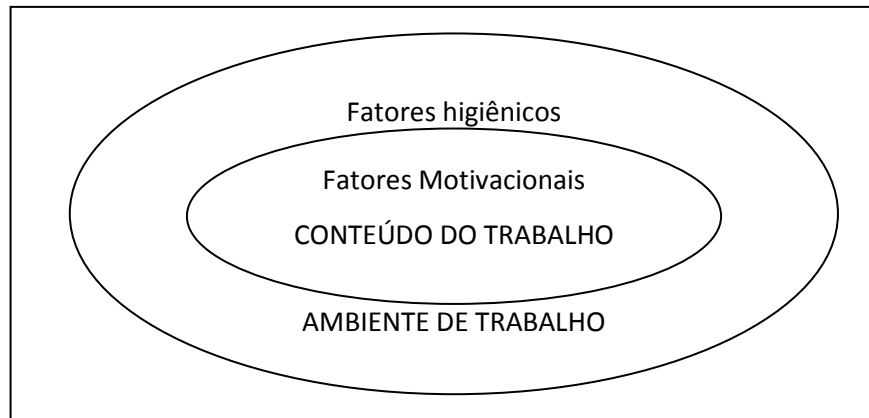 Fatores higiênicos
Fatores Motivacionais
CONTEÚDO DO TRABALHO
AMBIENTE DE TRABALHO